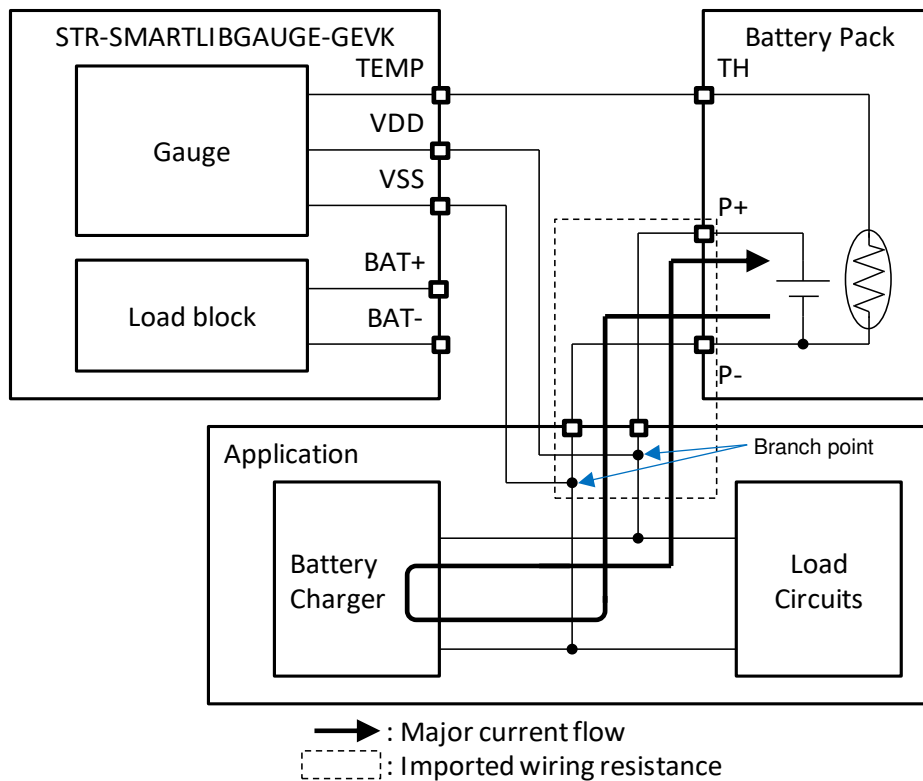 STR-SMARTLIBGAUGE-GEVK
Battery Pack
TEMP
TH
VDD
Gauge
VSS
P+
BAT+
Load block
BAT-
P-
Application
Branch point
Battery
Charger
Load
Circuits
: Major current flow
: Imported wiring resistance